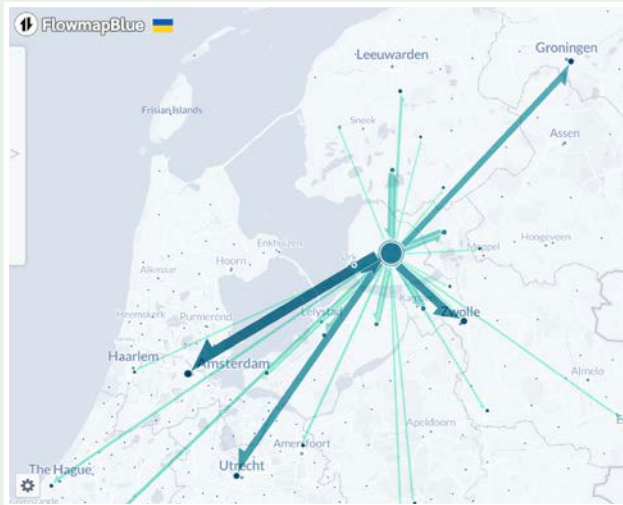 FlowmapBlue
Groningen
Leeuwarden
Frisian Islands
Sneek
Assen
Hoogeveen
Meppel
Enkhuizen
Urk
Hoorn
Alkmaar
Heemskerk
Purmerend
Lelystad
Zwolle
Haarlem
Amsterdam
Almelo
Apeldoorn
Amersfoort
The Hague
Utrecht